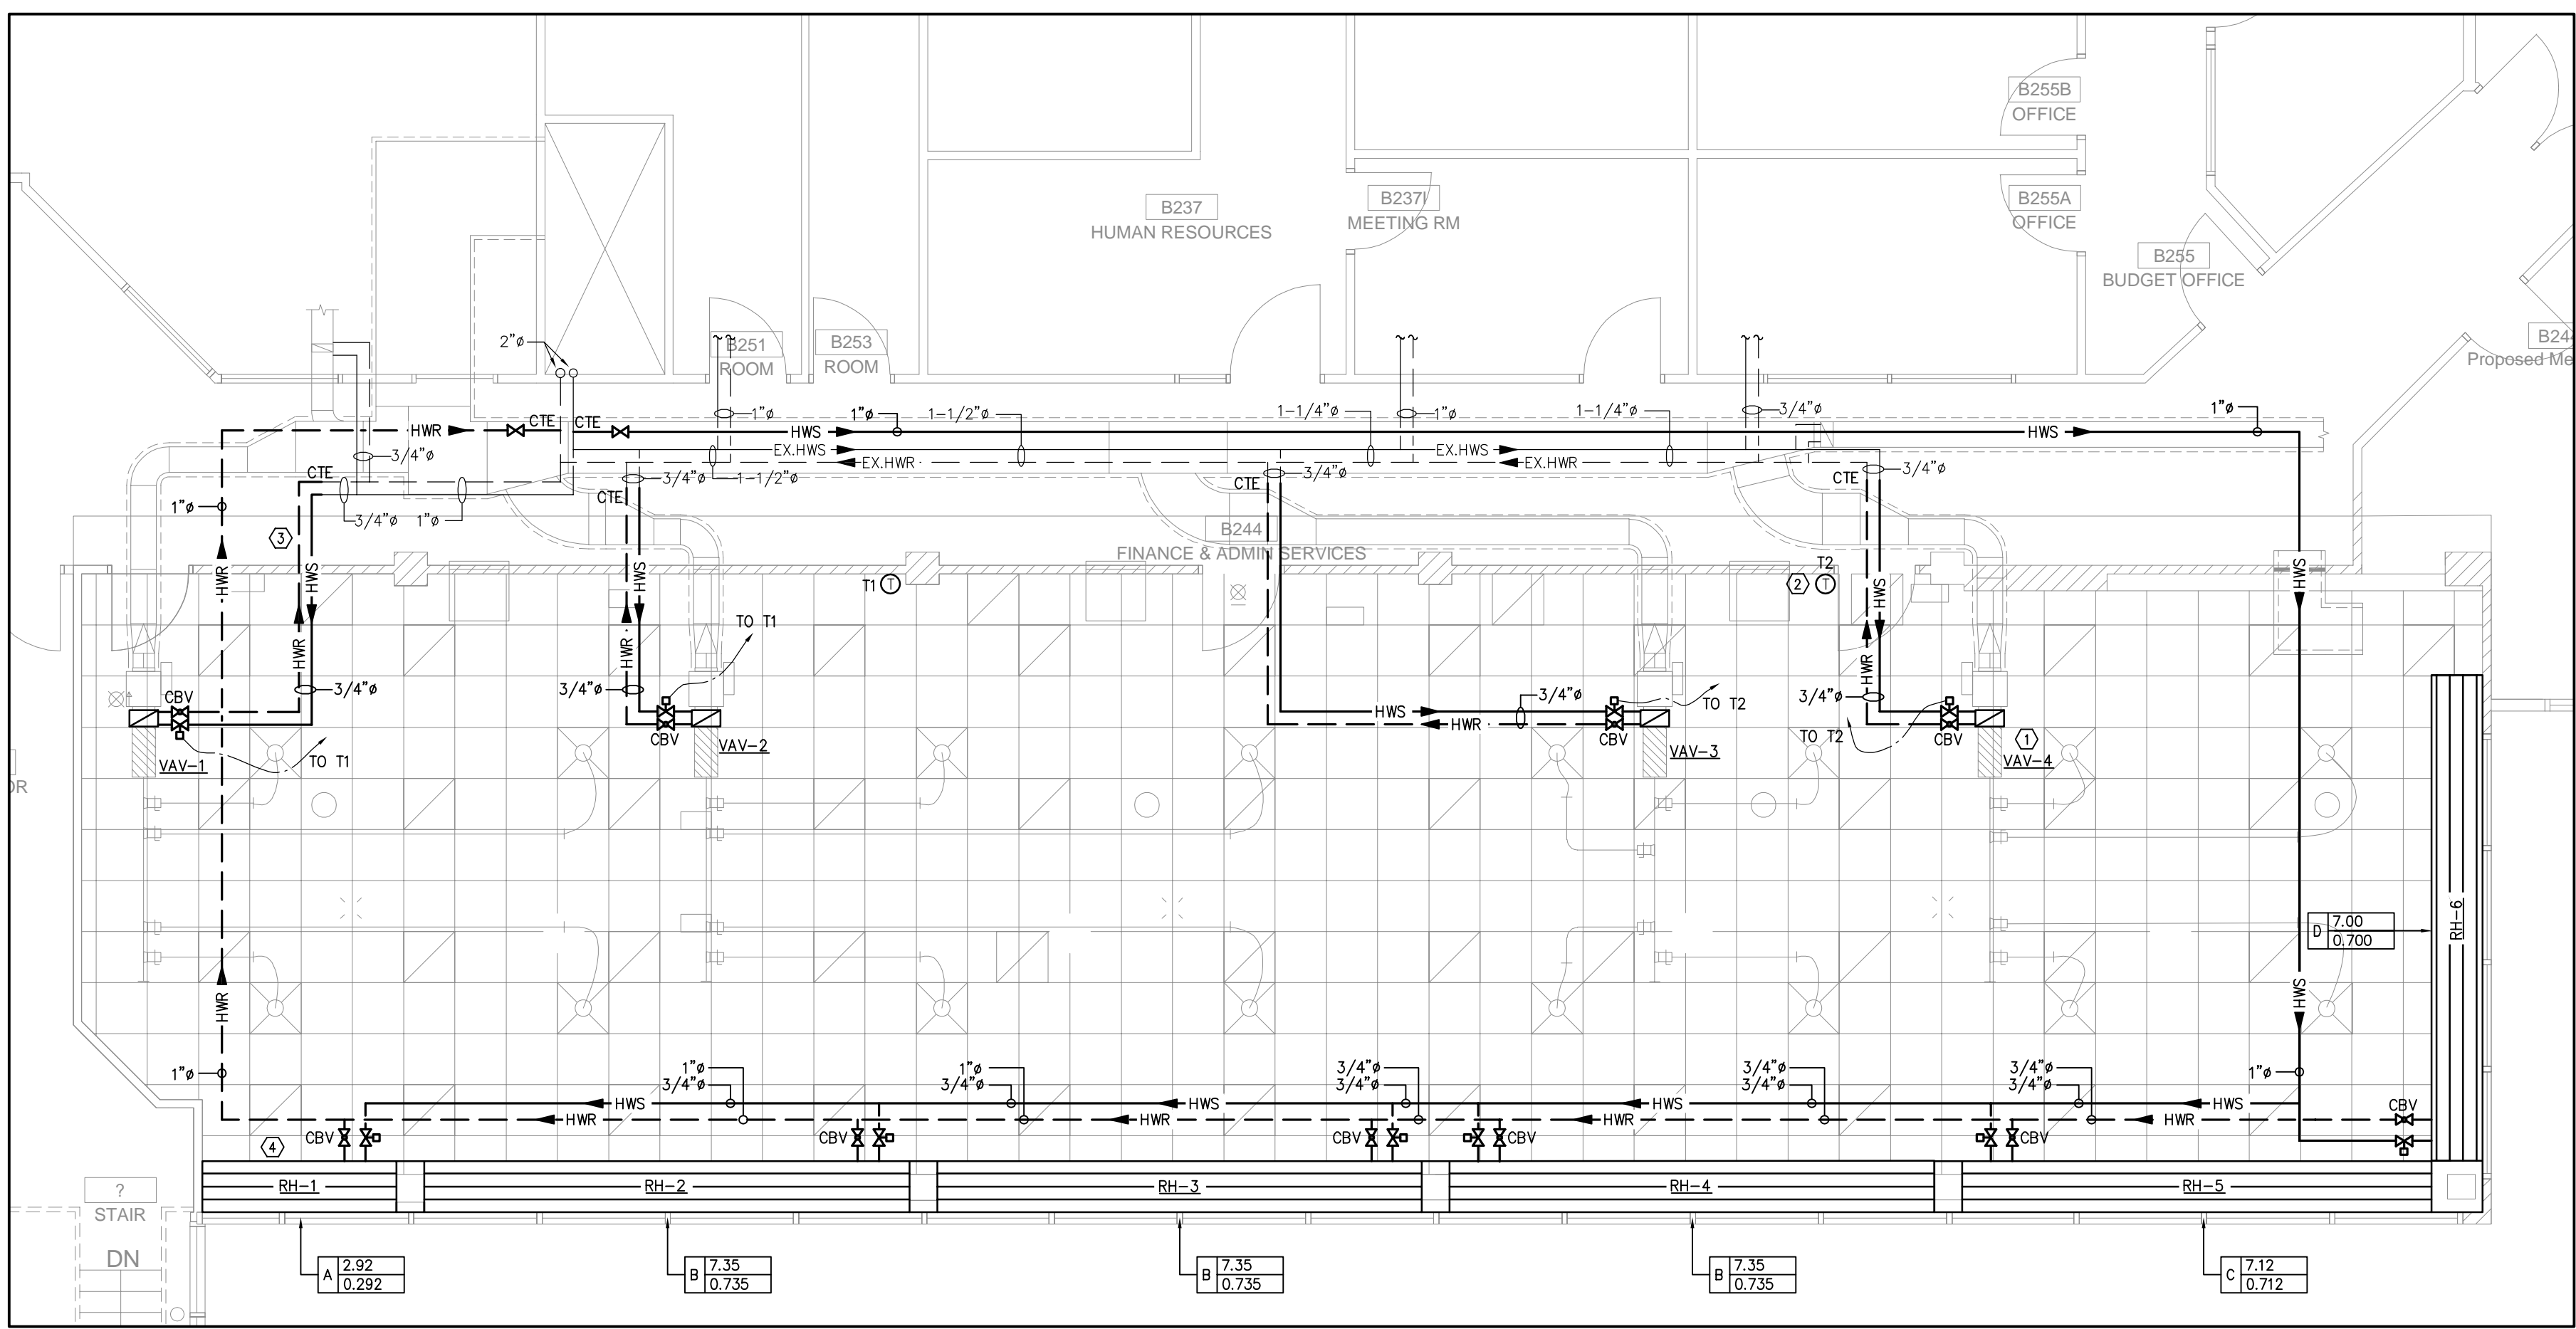 B255B
OFFICE
B237
HUMAN RESOURCES
B237I
MEETING RM
B255A
OFFICE
B255
BUDGET OFFICE
B251
ROOM
B253
ROOM
B244
Proposed Me
2"ø
CTE
CTE
HWR
HWS
1"ø
1"ø
1-1/2"ø
1-1/4"ø
1"ø
1-1/4"ø
3/4"ø
1"ø
HWS
3/4"ø
EX.HWS
EX.HWR
EX.HWS
EX.HWR
CTE
CTE
3/4"ø
1-1/2"ø
3/4"ø
CTE
3/4"ø
1"ø
3/4"ø
1"ø
3
B244
FINANCE & ADMIN SERVICES
HWR
HWS
HWS
T1
T
T2
2
T
HWS
HWS
TO T1
HWR
HWR
HWR
3/4"ø
3/4"ø
3/4"ø
3/4"ø
CBV
CBV
HWS
HWR
CBV
TO T2
TO T2
CBV
1
VAV-1
TO T1
VAV-2
VAV-3
VAV-4
OR
D
7.00
0.700
RH-6
HWR
HWS
1"ø
1"ø
3/4"ø
1"ø
3/4"ø
3/4"ø
3/4"ø
3/4"ø
3/4"ø
3/4"ø
3/4"ø
1"ø
HWS
HWS
HWS
HWS
HWR
HWR
HWR
HWR
CBV
4
CBV
CBV
CBV
CBV
CBV
RH-1
RH-2
RH-3
RH-4
RH-5
?
STAIR
DN
A
2.92
0.292
B
7.35
0.735
B
7.35
0.735
B
7.35
0.735
C
7.12
0.712